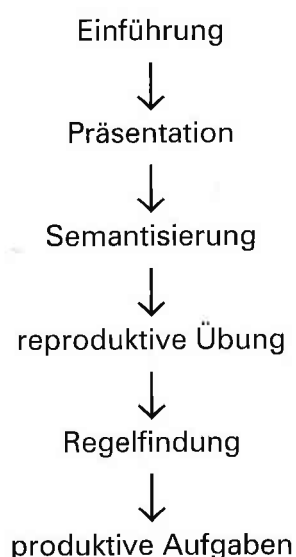 Einführung
Präsentation
Semantisierung
reproduktive Übung
Regelfindung
produktive Aufgaben